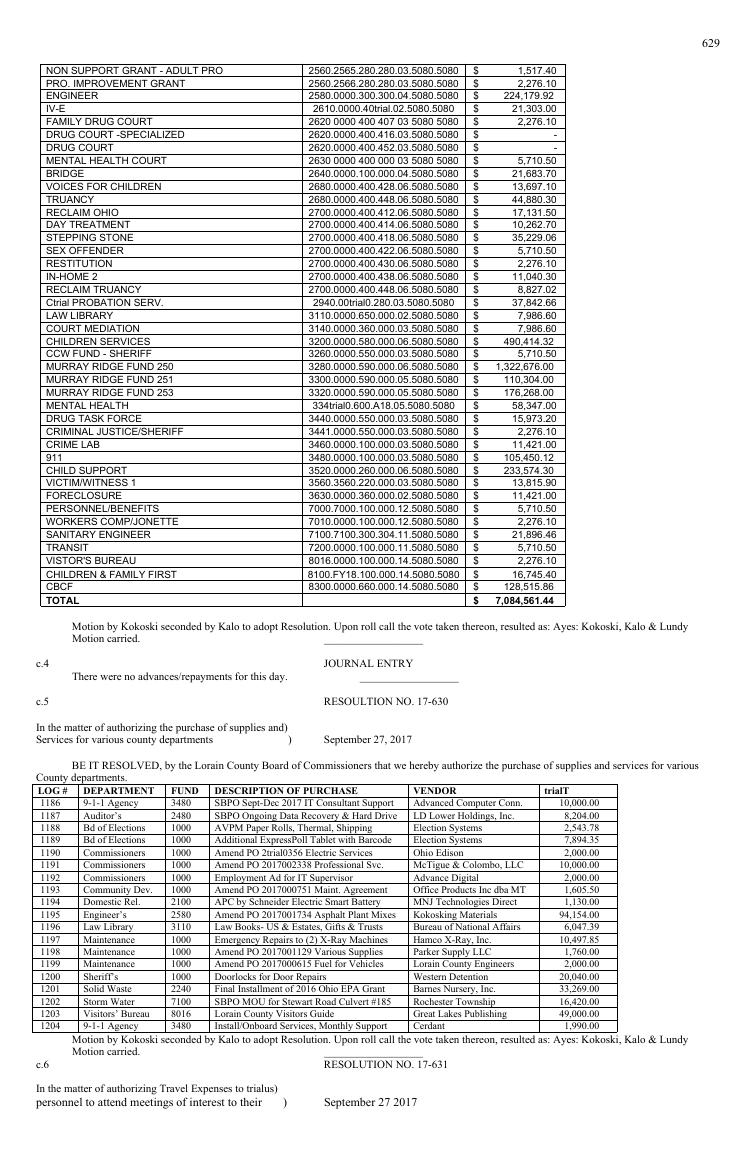 629
NON SUPPORT GRANT - ADULT PRO 2560.2565.280.280.03.5080.5080 $ 1,517.40
PRO. IMPROVEMENT GRANT 2560.2566.280.280.03.5080.5080 $ 2,276.10
ENGINEER 2580.0000.300.300.04.5080.5080 $ 224,179.92
IV-E 2610.0000.40trial.02.5080.5080 $ 21,303.00
FAMILY DRUG COURT 2620 0000 400 407 03 5080 5080 $ 2,276.10
DRUG COURT -SPECIALIZED 2620.0000.400.416.03.5080.5080 $ -
DRUG COURT 2620.0000.400.452.03.5080.5080 $ -
MENTAL HEALTH COURT 2630 0000 400 000 03 5080 5080 $ 5,710.50
BRIDGE 2640.0000.100.000.04.5080.5080 $ 21,683.70
VOICES FOR CHILDREN 2680.0000.400.428.06.5080.5080 $ 13,697.10
TRUANCY 2680.0000.400.448.06.5080.5080 $ 44,880.30
RECLAIM OHIO 2700.0000.400.412.06.5080.5080 $ 17,131.50
DAY TREATMENT 2700.0000.400.414.06.5080.5080 $ 10,262.70
STEPPING STONE 2700.0000.400.418.06.5080.5080 $ 35,229.06
SEX OFFENDER 2700.0000.400.422.06.5080.5080 $ 5,710.50
RESTITUTION 2700.0000.400.430.06.5080.5080 $ 2,276.10
IN-HOME 2 2700.0000.400.438.06.5080.5080 $ 11,040.30
RECLAIM TRUANCY 2700.0000.400.448.06.5080.5080 $ 8,827.02
Ctrial PROBATION SERV. 2940.00trial0.280.03.5080.5080 $ 37,842.66
LAW LIBRARY 3110.0000.650.000.02.5080.5080 $ 7,986.60
COURT MEDIATION 3140.0000.360.000.03.5080.5080 $ 7,986.60
CHILDREN SERVICES 3200.0000.580.000.06.5080.5080 $ 490,414.32
CCW FUND - SHERIFF 3260.0000.550.000.03.5080.5080 $ 5,710.50
MURRAY RIDGE FUND 250 3280.0000.590.000.06.5080.5080 $ 1,322,676.00
MURRAY RIDGE FUND 251 3300.0000.590.000.05.5080.5080 $ 110,304.00
MURRAY RIDGE FUND 253 3320.0000.590.000.05.5080.5080 $ 176,268.00
MENTAL HEALTH 334trial0.600.A18.05.5080.5080 $ 58,347.00
DRUG TASK FORCE 3440.0000.550.000.03.5080.5080 $ 15,973.20
CRIMINAL JUSTICE/SHERIFF 3441.0000.550.000.03.5080.5080 $ 2,276.10
CRIME LAB 3460.0000.100.000.03.5080.5080 $ 11,421.00
911 3480.0000.100.100.03.5080.5080 $ 105,450.12
CHILD SUPPORT 3520.0000.260.000.06.5080.5080 $ 233,574.30
VICTIM/WITNESS 1 3560.3560.220.000.03.5080.5080 $ 13,815.90
FORECLOSURE 3630.0000.360.000.02.5080.5080 $ 11,421.00
PERSONNEL/BENEFITS 7000.7000.100.000.12.5080.5080 $ 5,710.50
WORKERS COMP/JONETTE 7010.0000.100.000.12.5080.5080 $ 2,276.10
SANITARY ENGINEER 7100.7100.300.304.11.5080.5080 $ 21,896.46
TRANSIT 7200.0000.100.000.11.5080.5080 $ 5,710.50
VISTOR'S BUREAU 8016.0000.100.000.14.5080.5080 $ 2,276.10
CHILDREN & FAMILY FIRST 8100.FY18.100.000.14.5080.5080 $ 16,745.40
CBCF 8300.0000.660.000.14.5080.5080 $ 128,515.86
TOTAL $ 7,084,561.44
Motion by Kokoski seconded by Kalo to adopt Resolution. Upon roll call the vote taken thereon, resulted as: Ayes: Kokoski, Kalo & Lundy
Motion carried. ____________________
c.4 JOURNAL ENTRY
There were no advances/repayments for this day. ____________________
c.5 RESOULTION NO. 17-630
In the matter of authorizing the purchase of supplies and)
Services for various county departments ) September 27, 2017
BE IT RESOLVED, by the Lorain County Board of Commissioners that we hereby authorize the purchase of supplies and services for various
County departments.
LOG # DEPARTMENT FUND DESCRIPTION OF PURCHASE VENDOR trialT
1186 9-1-1 Agency 3480 SBPO Sept-Dec 2017 IT Consultant Support Advanced Computer Conn. 10,000.00
1187 Auditor's 2480 SBPO Ongoing Data Recovery & Hard Drive LD Lower Holdings, Inc. 8,204.00
1188 Bd of Elections 1000 AVPM Paper Rolls, Thermal, Shipping Election Systems 2,543.78
1189 Bd of Elections 1000 Additional ExpressPoll Tablet with Barcode Election Systems 7,894.35
1190 Commissioners 1000 Amend PO 2trial0356 Electric Services Ohio Edison 2,000.00
1191 Commissioners 1000 Amend PO 2017002338 Professional Svc. McTigue & Colombo, LLC 10,000.00
1192 Commissioners 1000 Employment Ad for IT Supervisor Advance Digital 2,000.00
1193 Community Dev. 1000 Amend PO 2017000751 Maint. Agreement Office Products Inc dba MT 1,605.50
1194 Domestic Rel. 2100 APC by Schneider Electric Smart Battery MNJ Technologies Direct 1,130.00
1195 Engineer's 2580 Amend PO 2017001734 Asphalt Plant Mixes Kokosking Materials 94,154.00
1196 Law Library 3110 Law Books- US & Estates, Gifts & Trusts Bureau of National Affairs 6,047.39
1197 Maintenance 1000 Emergency Repairs to (2) X-Ray Machines Hamco X-Ray, Inc. 10,497.85
1198 Maintenance 1000 Amend PO 2017001129 Various Supplies Parker Supply LLC 1,760.00
1199 Maintenance 1000 Amend PO 2017000615 Fuel for Vehicles Lorain County Engineers 2,000.00
1200 Sheriff's 1000 Doorlocks for Door Repairs Western Detention 20,040.00
1201 Solid Waste 2240 Final Installment of 2016 Ohio EPA Grant Barnes Nursery, Inc. 33,269.00
1202 Storm Water 7100 SBPO MOU for Stewart Road Culvert #185 Rochester Township 16,420.00
1203 Visitors' Bureau 8016 Lorain County Visitors Guide Great Lakes Publishing 49,000.00
1204 9-1-1 Agency 3480 Install/Onboard Services, Monthly Support Cerdant 1,990.00
Motion by Kokoski seconded by Kalo to adopt Resolution. Upon roll call the vote taken thereon, resulted as: Ayes: Kokoski, Kalo & Lundy
Motion carried. ____________________
c.6 RESOLUTION NO. 17-631
In the matter of authorizing Travel Expenses to trialus)
personnel to attend meetings of interest to their ) September 27 2017